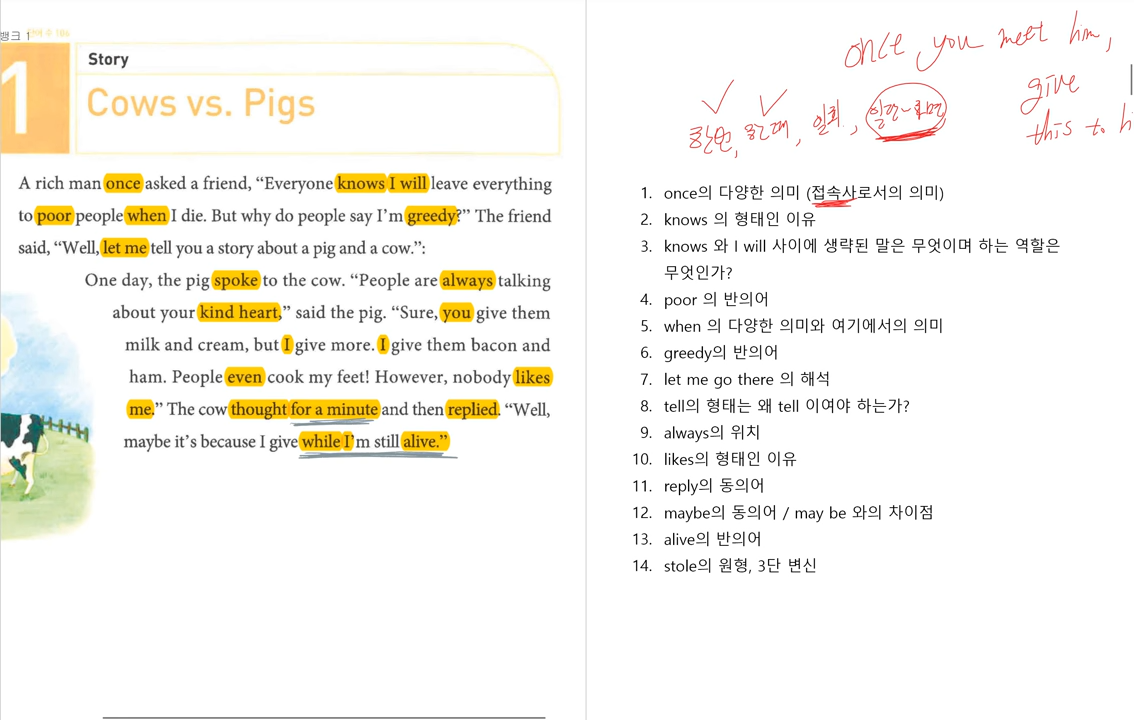 뱅크 1
1
Story
Cows vs. Pigs
A rich man once asked a friend, “Everyone knows I will leave everything
to poor people when I die. But why do people say I’m greedy?” The friend
said, “Well, let me tell you a story about a pig and a cow.”:
One day, the pig spoke to the cow. “People are always talking
about your kind heart,” said the pig. “Sure, you give them
milk and cream, but I give more. I give them bacon and
ham. People even cook my feet! However, nobody likes
me.” The cow thought for a minute and then replied. “Well,
maybe it’s because I give while I’m still alive.”
once you meet him,
give
this to hi
한번, 한때, 일회, 일단~하면
1. once의 다양한 의미 (접속사로서의 의미)
2. knows 의 형태인 이유
3. knows 와 I will 사이에 생략된 말은 무엇이며 하는 역할은
무엇인가?
4. poor 의 반의어
5. when 의 다양한 의미와 여기에서의 의미
6. greedy의 반의어
7. let me go there 의 해석
8. tell의 형태는 왜 tell 이여야 하는가?
9. always의 위치
10. likes의 형태인 이유
11. reply의 동의어
12. maybe의 동의어 / may be 와의 차이점
13. alive의 반의어
14. stole의 원형, 3단 변신